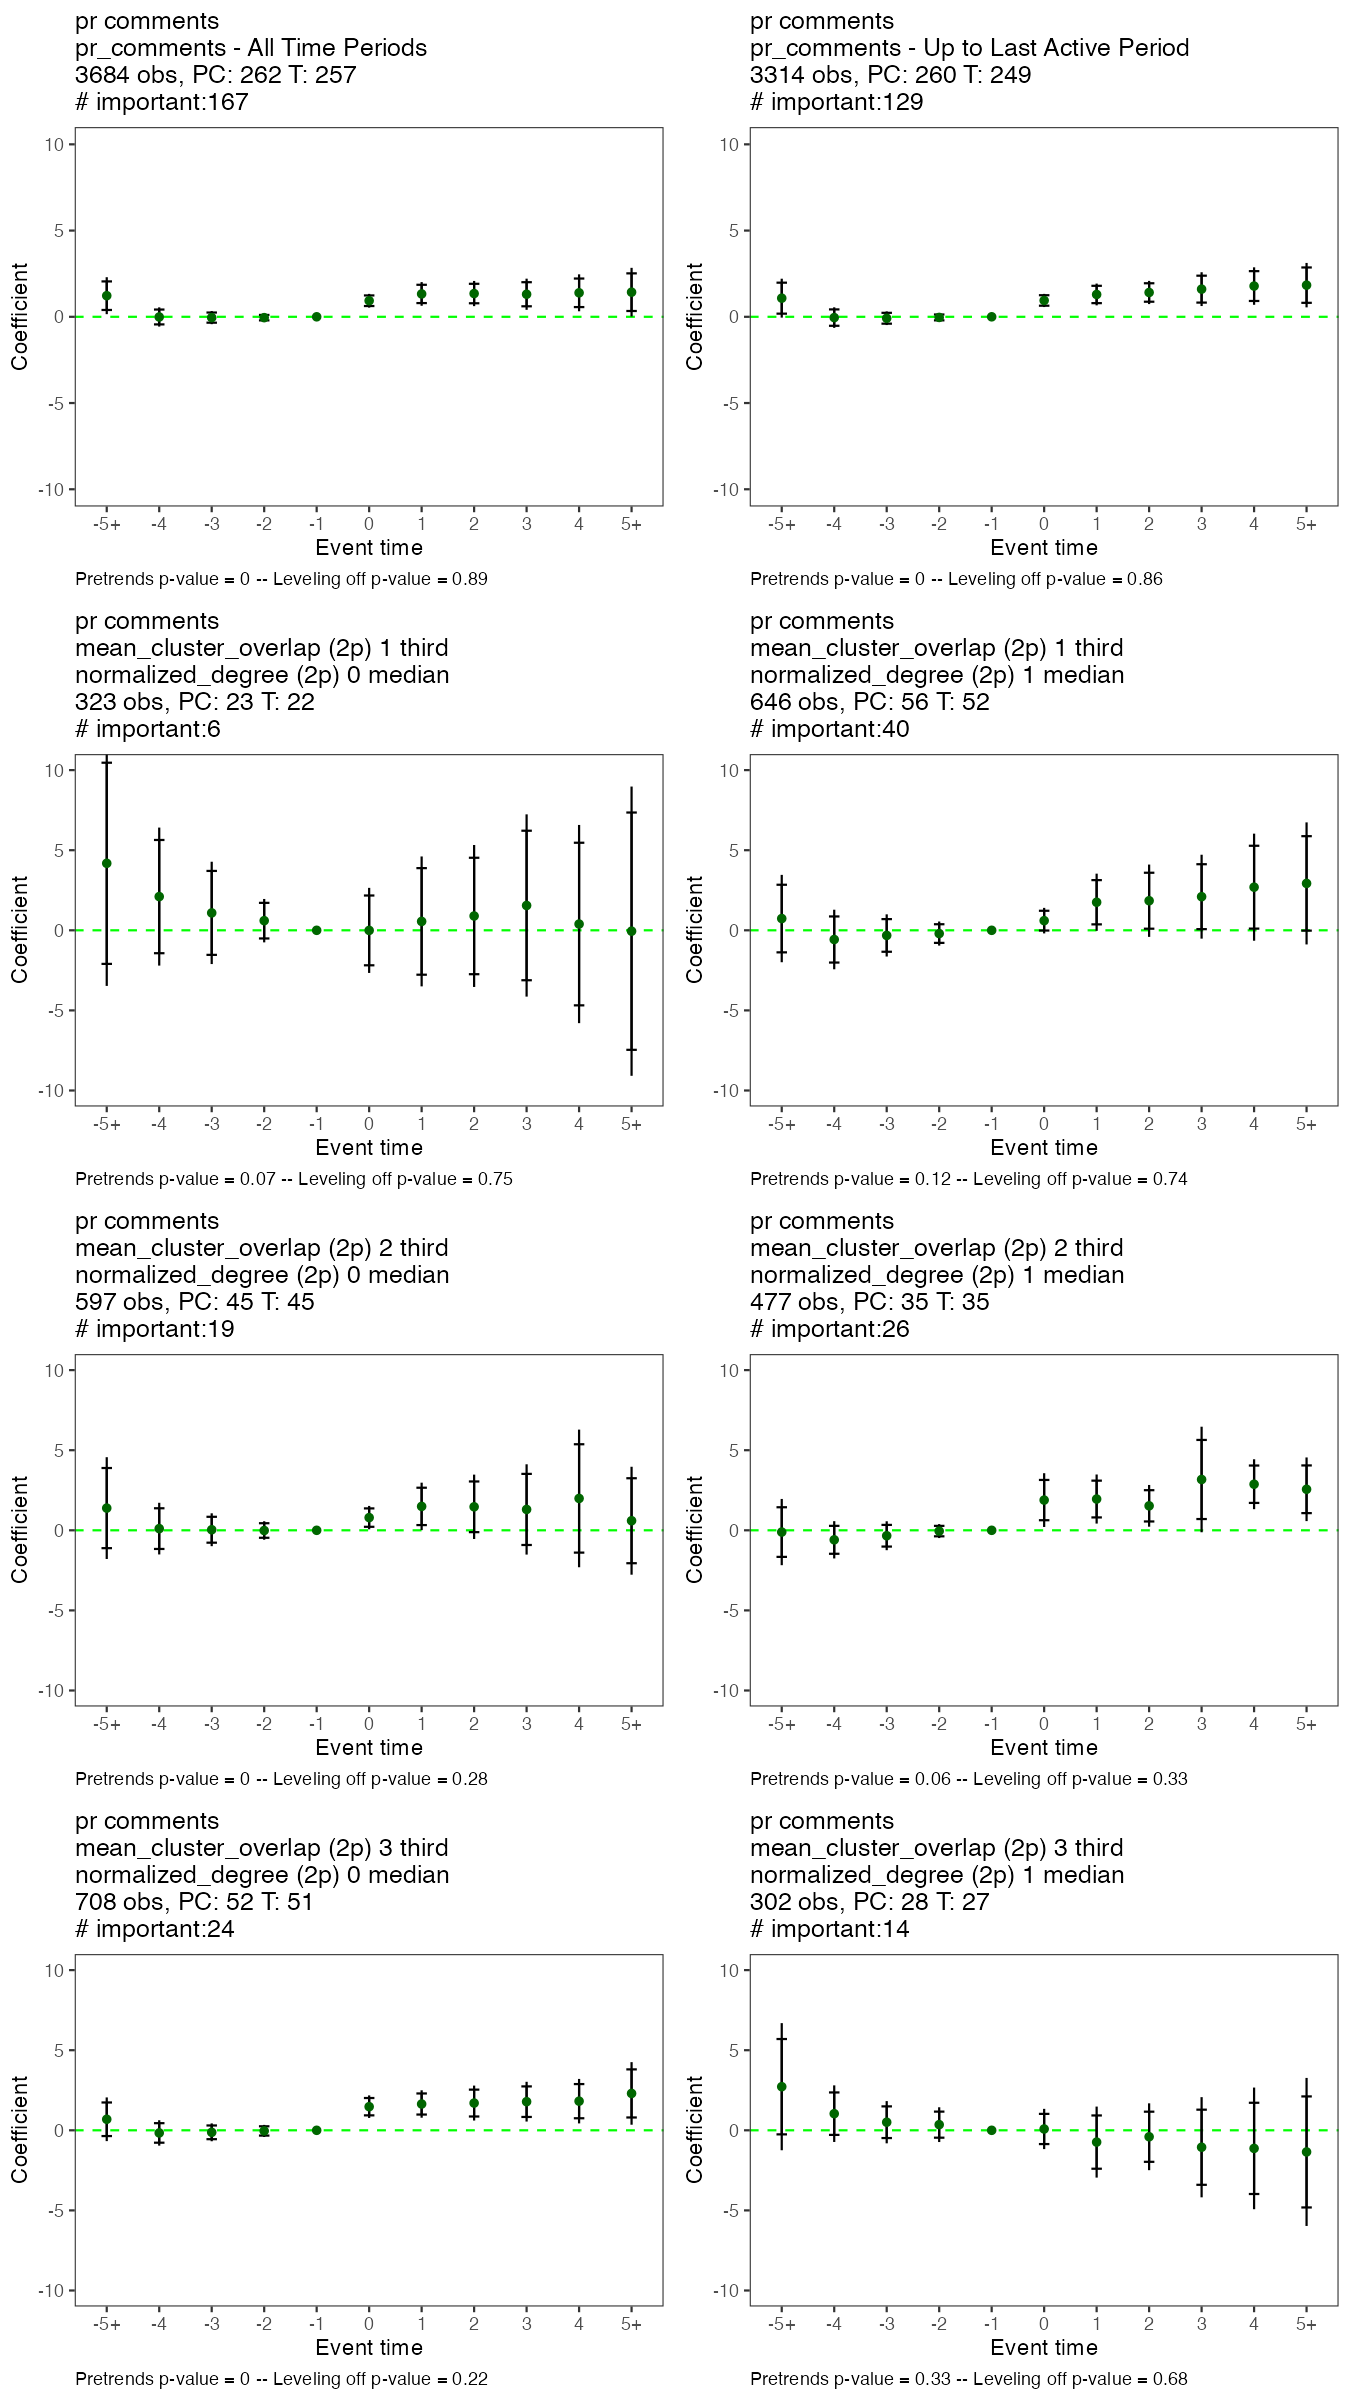 pr comments
pr_comments - All Time Periods
3684 obs, PC: 262 T: 257
# important:167
10
5
0
-5
-10
Coefficient
-5+ -4 -3 -2 -1 0 1 2 3 4 5+
Event time
Pretrends p-value = 0 -- Leveling off p-value = 0.89
pr comments
pr_comments - Up to Last Active Period
3314 obs, PC: 260 T: 249
# important:129
10
5
0
-5
-10
Coefficient
-5+ -4 -3 -2 -1 0 1 2 3 4 5+
Event time
Pretrends p-value = 0 -- Leveling off p-value = 0.86
pr comments
mean_cluster_overlap (2p) 1 third
normalized_degree (2p) 0 median
323 obs, PC: 23 T: 22
# important:6
10
5
0
-5
-10
Coefficient
-5+ -4 -3 -2 -1 0 1 2 3 4 5+
Event time
Pretrends p-value = 0.07 -- Leveling off p-value = 0.75
pr comments
mean_cluster_overlap (2p) 1 third
normalized_degree (2p) 1 median
646 obs, PC: 56 T: 52
# important:40
10
5
0
-5
-10
Coefficient
-5+ -4 -3 -2 -1 0 1 2 3 4 5+
Event time
Pretrends p-value = 0.12 -- Leveling off p-value = 0.74
pr comments
mean_cluster_overlap (2p) 2 third
normalized_degree (2p) 0 median
597 obs, PC: 45 T: 45
# important:19
10
5
0
-5
-10
Coefficient
-5+ -4 -3 -2 -1 0 1 2 3 4 5+
Event time
Pretrends p-value = 0 -- Leveling off p-value = 0.28
pr comments
mean_cluster_overlap (2p) 2 third
normalized_degree (2p) 1 median
477 obs, PC: 35 T: 35
# important:26
10
5
0
-5
-10
Coefficient
-5+ -4 -3 -2 -1 0 1 2 3 4 5+
Event time
Pretrends p-value = 0.06 -- Leveling off p-value = 0.33
pr comments
mean_cluster_overlap (2p) 3 third
normalized_degree (2p) 0 median
708 obs, PC: 52 T: 51
# important:24
10
5
0
-5
-10
Coefficient
-5+ -4 -3 -2 -1 0 1 2 3 4 5+
Event time
Pretrends p-value = 0 -- Leveling off p-value = 0.22
pr comments
mean_cluster_overlap (2p) 3 third
normalized_degree (2p) 1 median
302 obs, PC: 28 T: 27
# important:14
10
5
0
-5
-10
Coefficient
-5+ -4 -3 -2 -1 0 1 2 3 4 5+
Event time
Pretrends p-value = 0.33 -- Leveling off p-value = 0.68